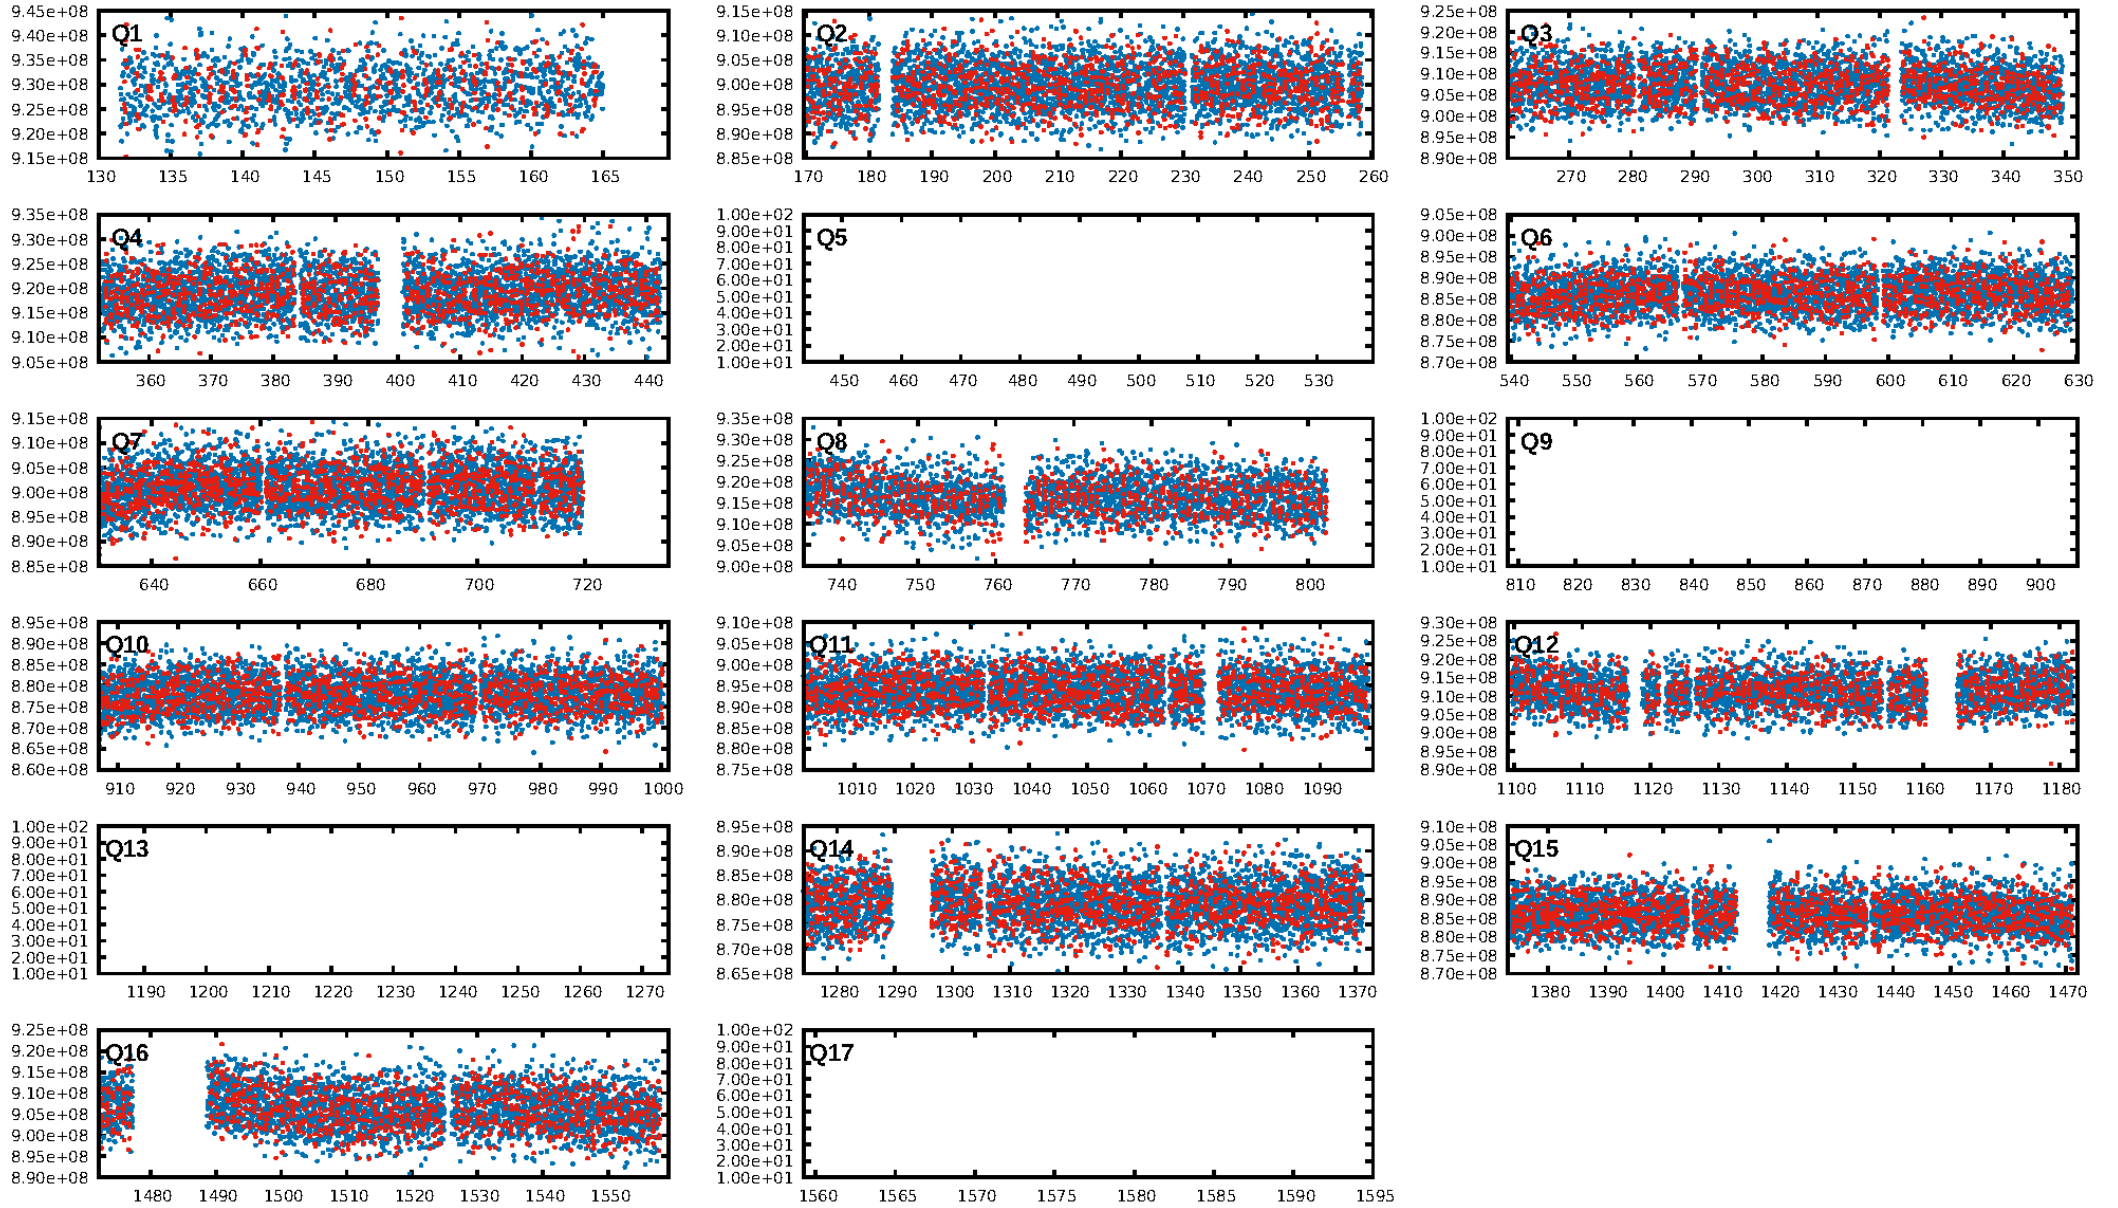 Q1
9.45e+08
9.40e+08
9.35e+08
9.30e+08
9.25e+08
9.20e+08
9.15e+08
130 135 140 145 150 155 160 165
Q2
9.15e+08
9.10e+08
9.05e+08
9.00e+08
8.95e+08
8.90e+08
8.85e+08
170 180 190 200 210 220 230 240 250 260
Q3
9.25e+08
9.20e+08
9.15e+08
9.10e+08
9.05e+08
9.00e+08
8.95e+08
8.90e+08
270 280 290 300 310 320 330 340 350
Q4
9.35e+08
9.30e+08
9.25e+08
9.20e+08
9.15e+08
9.10e+08
9.05e+08
360 370 380 390 400 410 420 430 440
Q5
1.00e+02
9.00e+01
8.00e+01
7.00e+01
6.00e+01
5.00e+01
4.00e+01
3.00e+01
2.00e+01
1.00e+01
450 460 470 480 490 500 510 520 530
Q6
9.05e+08
9.00e+08
8.95e+08
8.90e+08
8.85e+08
8.80e+08
8.75e+08
8.70e+08
540 550 560 570 580 590 600 610 620 630
Q7
9.15e+08
9.10e+08
9.05e+08
9.00e+08
8.95e+08
8.90e+08
8.85e+08
640 660 680 700 720
Q8
9.35e+08
9.30e+08
9.25e+08
9.20e+08
9.15e+08
9.10e+08
9.05e+08
9.00e+08
740 750 760 770 780 790 800
Q9
1.00e+02
9.00e+01
8.00e+01
7.00e+01
6.00e+01
5.00e+01
4.00e+01
3.00e+01
2.00e+01
1.00e+01
810 820 830 840 850 860 870 880 890 900
Q10
8.95e+08
8.90e+08
8.85e+08
8.80e+08
8.75e+08
8.70e+08
8.65e+08
8.60e+08
910 920 930 940 950 960 970 980 990 1000
Q11
9.10e+08
9.05e+08
9.00e+08
8.95e+08
8.90e+08
8.85e+08
8.80e+08
8.75e+08
1010 1020 1030 1040 1050 1060 1070 1080 1090
Q12
9.30e+08
9.25e+08
9.20e+08
9.15e+08
9.10e+08
9.05e+08
9.00e+08
8.95e+08
8.90e+08
1100 1110 1120 1130 1140 1150 1160 1170 1180
Q13
1.00e+02
9.00e+01
8.00e+01
7.00e+01
6.00e+01
5.00e+01
4.00e+01
3.00e+01
2.00e+01
1.00e+01
1190 1200 1210 1220 1230 1240 1250 1260 1270
Q14
8.95e+08
8.90e+08
8.85e+08
8.80e+08
8.75e+08
8.70e+08
8.65e+08
1280 1290 1300 1310 1320 1330 1340 1350 1360 1370
Q15
9.10e+08
9.05e+08
9.00e+08
8.95e+08
8.90e+08
8.85e+08
8.80e+08
8.75e+08
8.70e+08
1380 1390 1400 1410 1420 1430 1440 1450 1460 1470
Q16
9.25e+08
9.20e+08
9.15e+08
9.10e+08
9.05e+08
9.00e+08
8.95e+08
8.90e+08
1480 1490 1500 1510 1520 1530 1540 1550
Q17
1.00e+02
9.00e+01
8.00e+01
7.00e+01
6.00e+01
5.00e+01
4.00e+01
3.00e+01
2.00e+01
1.00e+01
1560 1565 1570 1575 1580 1585 1590 1595